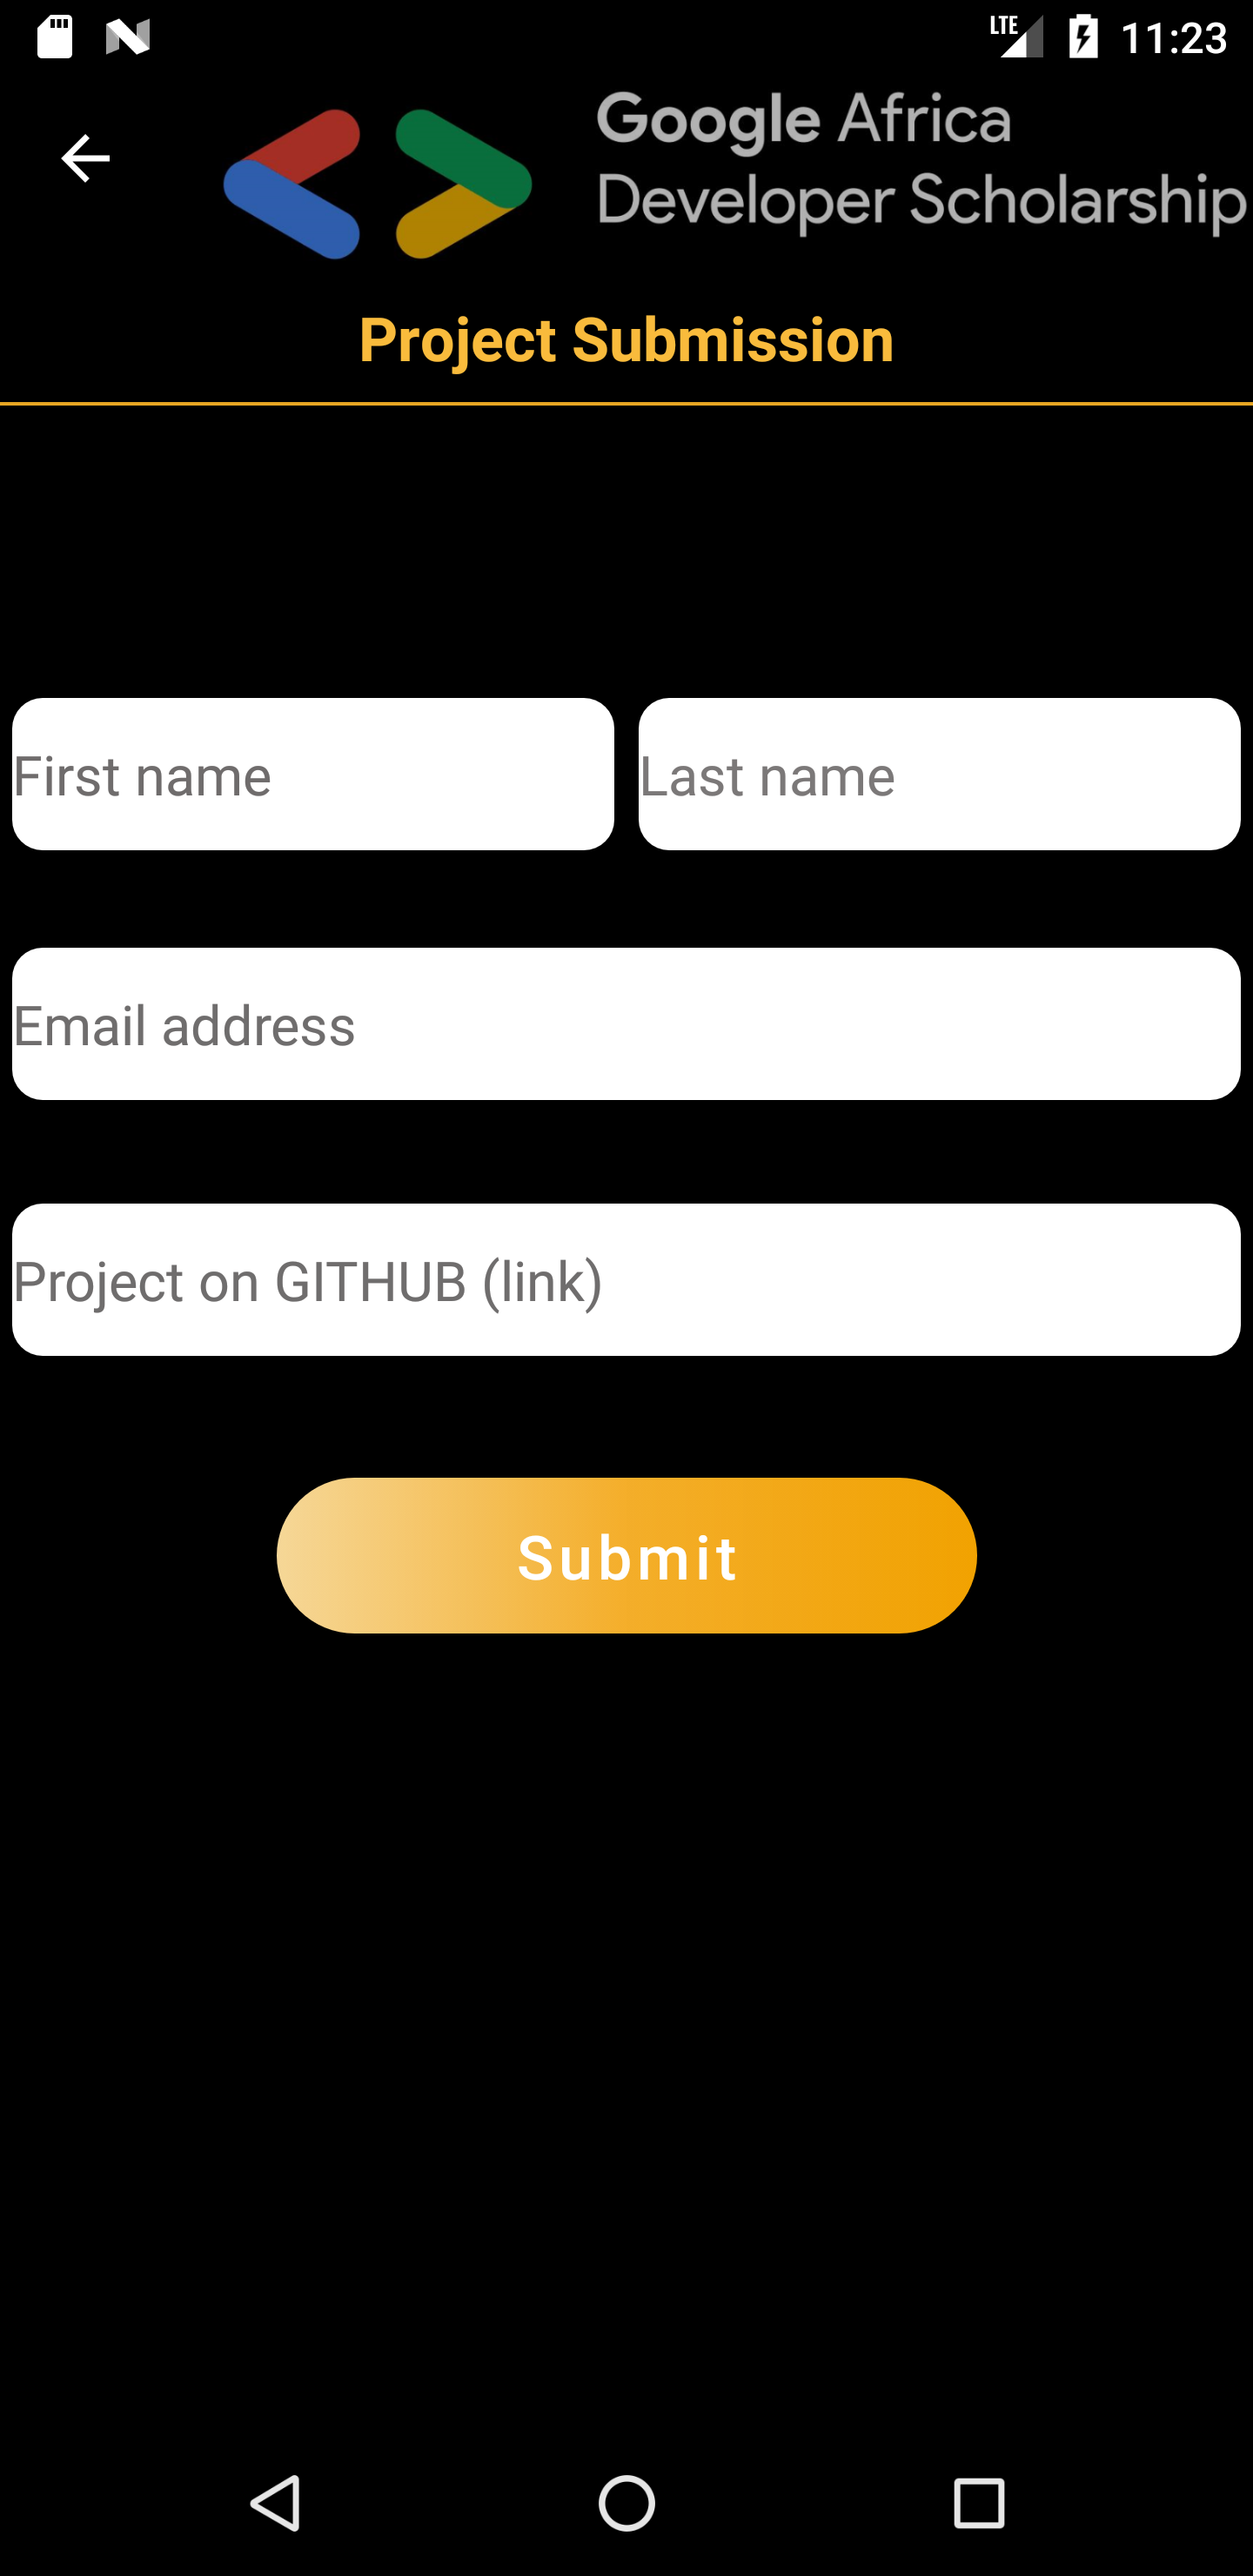 LTE 11:23
Google Africa
Developer Scholarship
Project Submission
First name
Last name
Email address
Project on GITHUB (link)
Submit